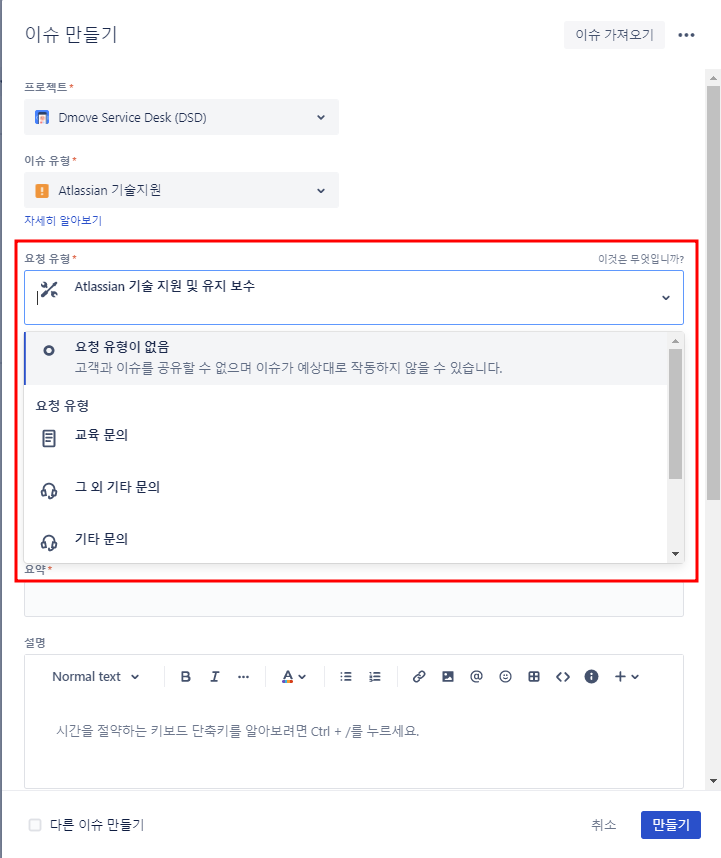 이슈 만들기
이슈 가져오기
프로젝트*
Dmove Service Desk (DSD)
이슈 유형*
Atlassian 기술지원
자세히 알아보기
요청 유형*
이것은 무엇입니까?
Atlassian 기술 지원 및 유지 보수
요청 유형이 없음
고객과 이슈를 공유할 수 없으며 이슈가 예상대로 작동하지 않을 수 있습니다.
요청 유형
교육 문의
그 외 기타 문의
기타 문의
요약*
설명
Normal text
B I ... A
시간을 절약하는 키보드 단축키를 알아보려면 Ctrl + /를 누르세요.
다른 이슈 만들기
취소
만들기